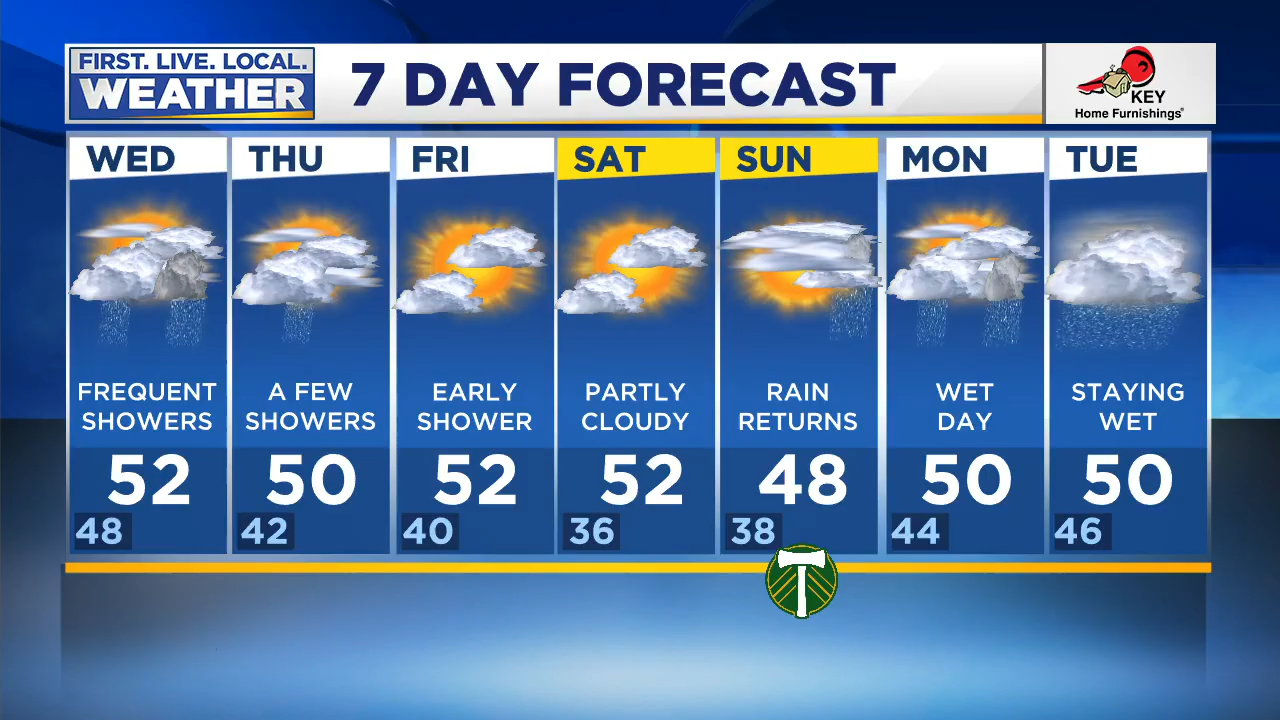 FIRST. LIVE. LOCAL.
WEATHER
7 DAY FORECAST
KEY
Home Furnishings®
WED
THU
FRI
SAT
SUN
MON
TUE
FREQUENT
SHOWERS
A FEW
SHOWERS
EARLY
SHOWER
PARTLY
CLOUDY
RAIN
RETURNS
WET
DAY
STAYING
WET
52
50
52
52
48
50
50
48
42
40
36
38
44
46